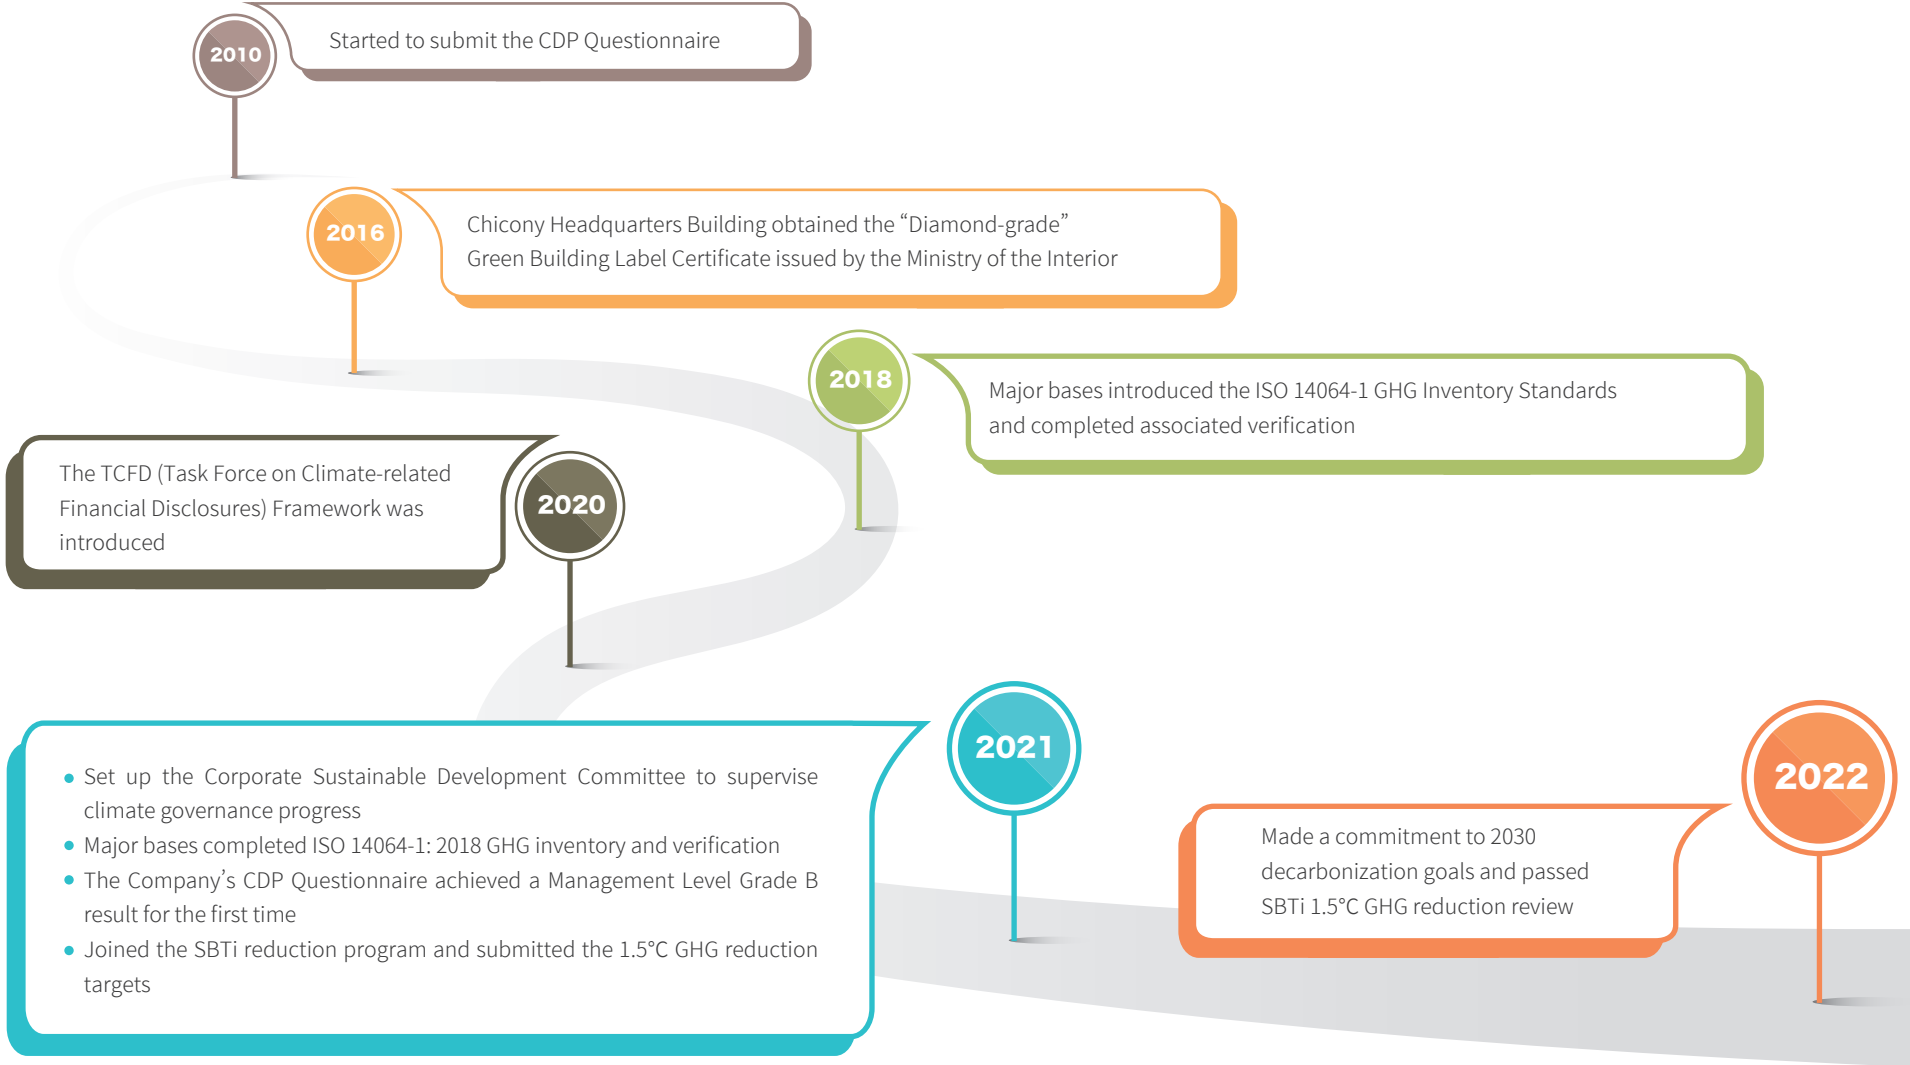 2010
Started to submit the CDP Questionnaire
2016
Chicony Headquarters Building obtained the “Diamond-grade”
Green Building Label Certificate issued by the Ministry of the Interior
2018
Major bases introduced the ISO 14064-1 GHG Inventory Standards
and completed associated verification
The TCFD (Task Force on Climate-related
Financial Disclosures) Framework was
introduced
2020
2021
• Set up the Corporate Sustainable Development Committee to supervise
climate governance progress
• Major bases completed ISO 14064-1: 2018 GHG inventory and verification
• The Company’s CDP Questionnaire achieved a Management Level Grade B
result for the first time
• Joined the SBTi reduction program and submitted the 1.5°C GHG reduction
targets
2022
Made a commitment to 2030
decarbonization goals and passed
SBTi 1.5°C GHG reduction review